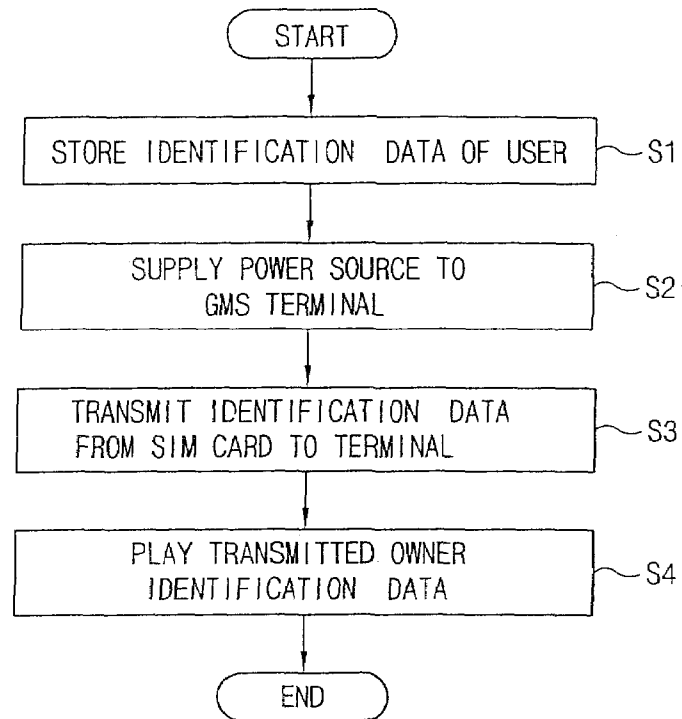 START
STORE IDENTIFICATION DATA OF USER
S1
SUPPLY POWER SOURCE TO
GMS TERMINAL
S2
TRANSMIT IDENTIFICATION DATA
FROM SIM CARD TO TERMINAL
S3
PLAY TRANSMITTED OWNER
IDENTIFICATION DATA
S4
END